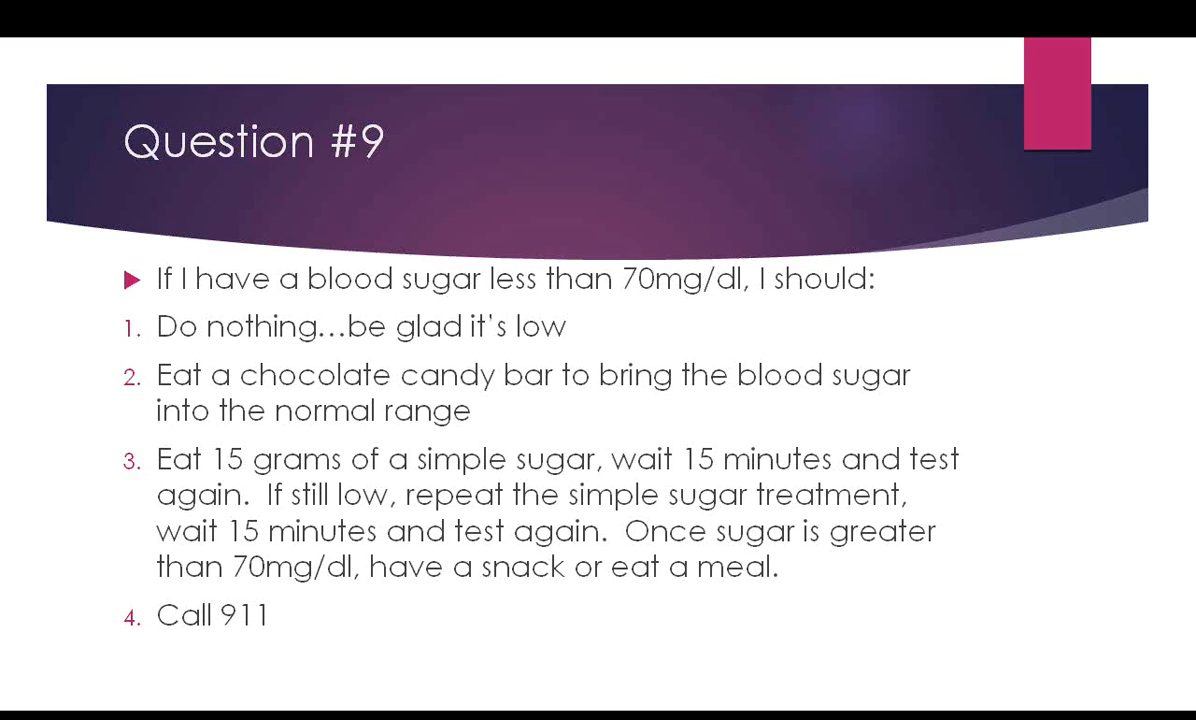 Question #9
If I have a blood sugar less than 70mg/dl, I should:
1. Do nothing...be glad it's low
2. Eat a chocolate candy bar to bring the blood sugar
into the normal range
3. Eat 15 grams of a simple sugar, wait 15 minutes and test
again.  If still low, repeat the simple sugar treatment,
wait 15 minutes and test again.  Once sugar is greater
than 70mg/dl, have a snack or eat a meal.
4. Call 911